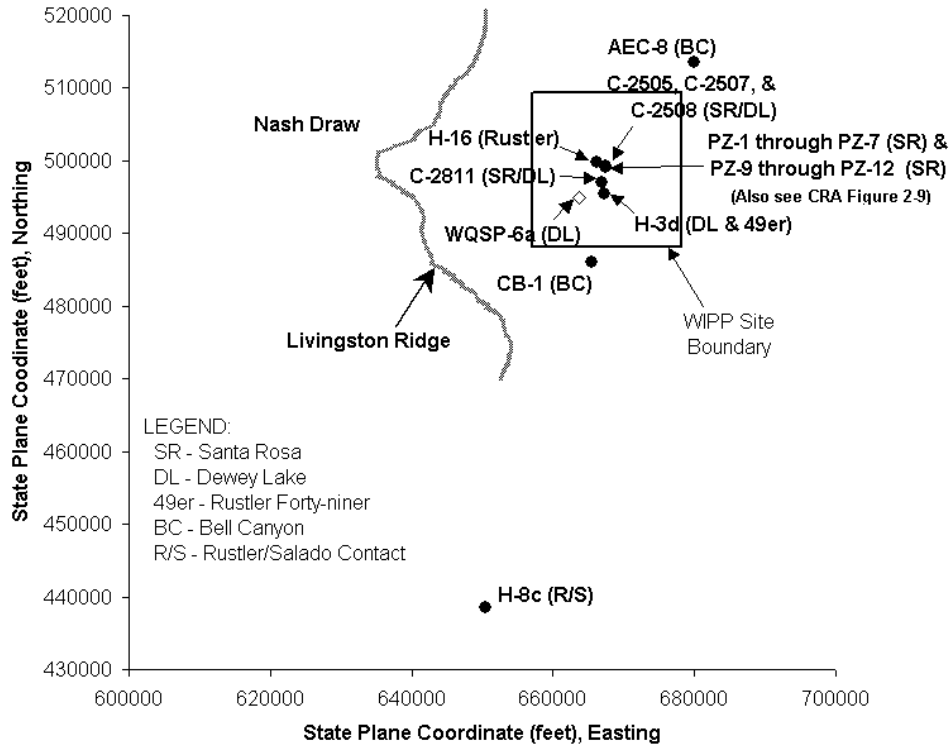 520000
510000
500000
490000
480000
470000
460000
450000
440000
430000
600000
620000
640000
660000
680000
700000
State Plane Coodinate (feet), Northing
State Plane Coordinate (feet), Easting
AEC-8 (BC)
C-2505, C-2507, &
C-2508 (SR/DL)
Nash Draw
H-16 (Rustler)
PZ-1 through PZ-7 (SR) &
PZ-9 through PZ-12 (SR)
(Also see CRA Figure 2-9)
C-2811 (SR/DL)
H-3d (DL & 49er)
WQSP-6a (DL)
CB-1 (BC)
WIPP Site
Boundary
Livingston Ridge
LEGEND:
SR - Santa Rosa
DL - Dewey Lake
49er - Rustler Forty-niner
BC - Bell Canyon
R/S - Rustler/Salado Contact
H-8c (R/S)